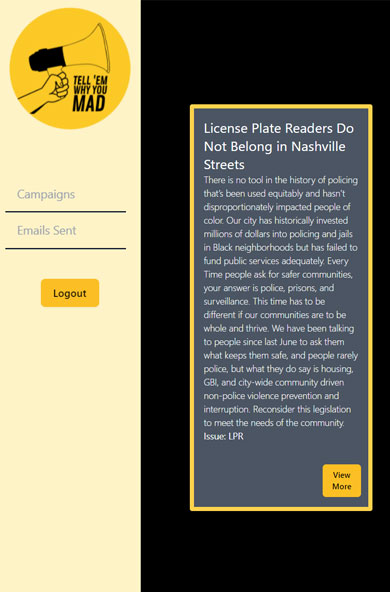 TELL 'EM
WHY YOU
MAD
Campaigns
Emails Sent
Logout
License Plate Readers Do
Not Belong in Nashville
Streets
There is no tool in the history of policing
that's been used equitably and hasn't
disproportionately impacted people of
color. Our city has historically invested
millions of dollars into policing and jails
in Black neighborhoods but has failed to
fund public services adequately. Every
Time people ask for safer communities,
your answer is police, prisons, and
surveillance. This time has to be
different if our communities are to be
whole and thrive. We have been talking
to people since last June to ask them
what keeps them safe, and people rarely
police, but what they do say is housing,
GBI, and city-wide community driven
non-police violence prevention and
interruption. Reconsider this legislation
to meet the needs of the community.
Issue: LPR
View
More